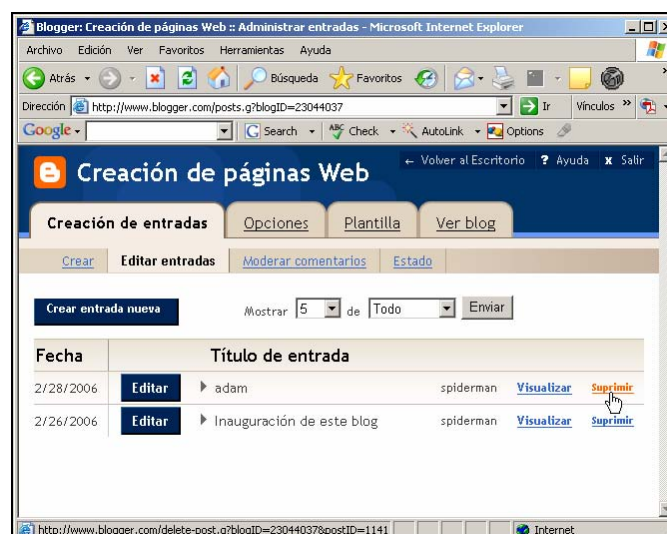 Blogger: Creación de páginas Web :: Administrar entradas - Microsoft Internet Explorer
Archivo Edición Ver Favoritos Herramientas Ayuda
Atrás Búsqueda Favoritos
Dirección http://www.blogger.com/posts.g?blogID=23044037 Ir Vínculos »
Google Search Check AutoLink Options
Creación de páginas Web ← Volver al Escritorio ? Ayuda x Salir
Creación de entradas Opciones Plantilla Ver blog
Crear Editar entradas Moderar comentarios Estado
Crear entrada nueva Mostrar 5 de Todo Enviar
Fecha Título de entrada
2/28/2006 Editar adam spiderman Visualizar Suprimir
2/26/2006 Editar Inauguración de este blog spiderman Visualizar Suprimir
http://www.blogger.com/delete-post.g?blogID=23044037&postID=1141 Internet